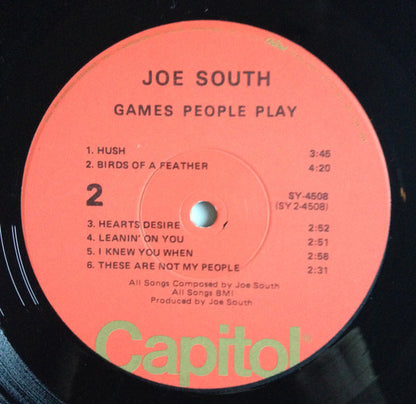 JOE SOUTH
GAMES PEOPLE PLAY
1. HUSH 3:45
2. BIRDS OF A FEATHER 4:20
2
SY-4508
(SY2-4508)
3. HEARTS DESIRE 2:52
4. LEANIN' ON YOU 2:51
5. I KNEW YOU WHEN 2:58
6. THESE ARE NOT MY PEOPLE 2:31
All Songs Composed by Joe South
All Songs BMI
Produced by Joe South
Capitol®